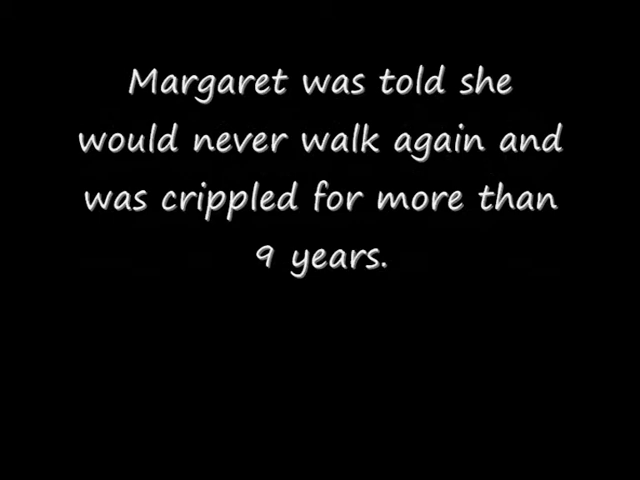 Margaret was told she
would never walk again and
was crippled for more than
9 years.